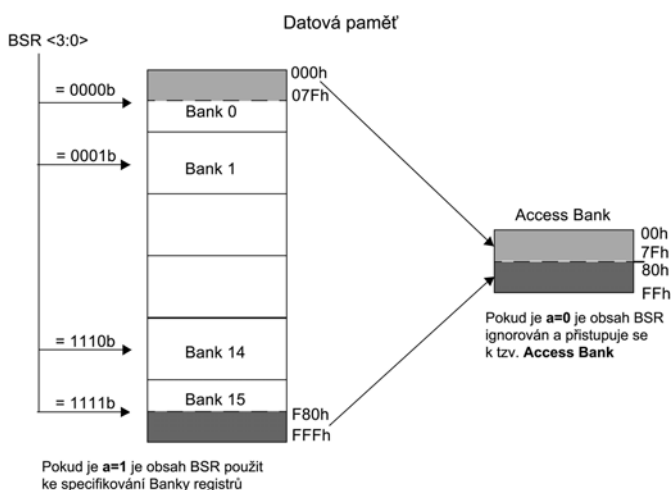 Datová paměť
BSR <3:0>
= 0000b
000h
07Fh
Bank 0
= 0001b
Bank 1
Access Bank
00h
7Fh
80h
FFh
Pokud je a=0 je obsah BSR
ignorován a přistupuje se
k tzv. Access Bank
= 1110b
Bank 14
= 1111b
Bank 15
F80h
FFFh
Pokud je a=1 je obsah BSR použit
ke specifikování Banky registrů